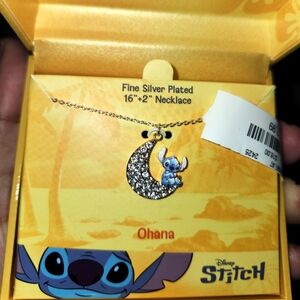 Fine Silver Plated
16"+2" Necklace
Ohana
Disney
STITCH